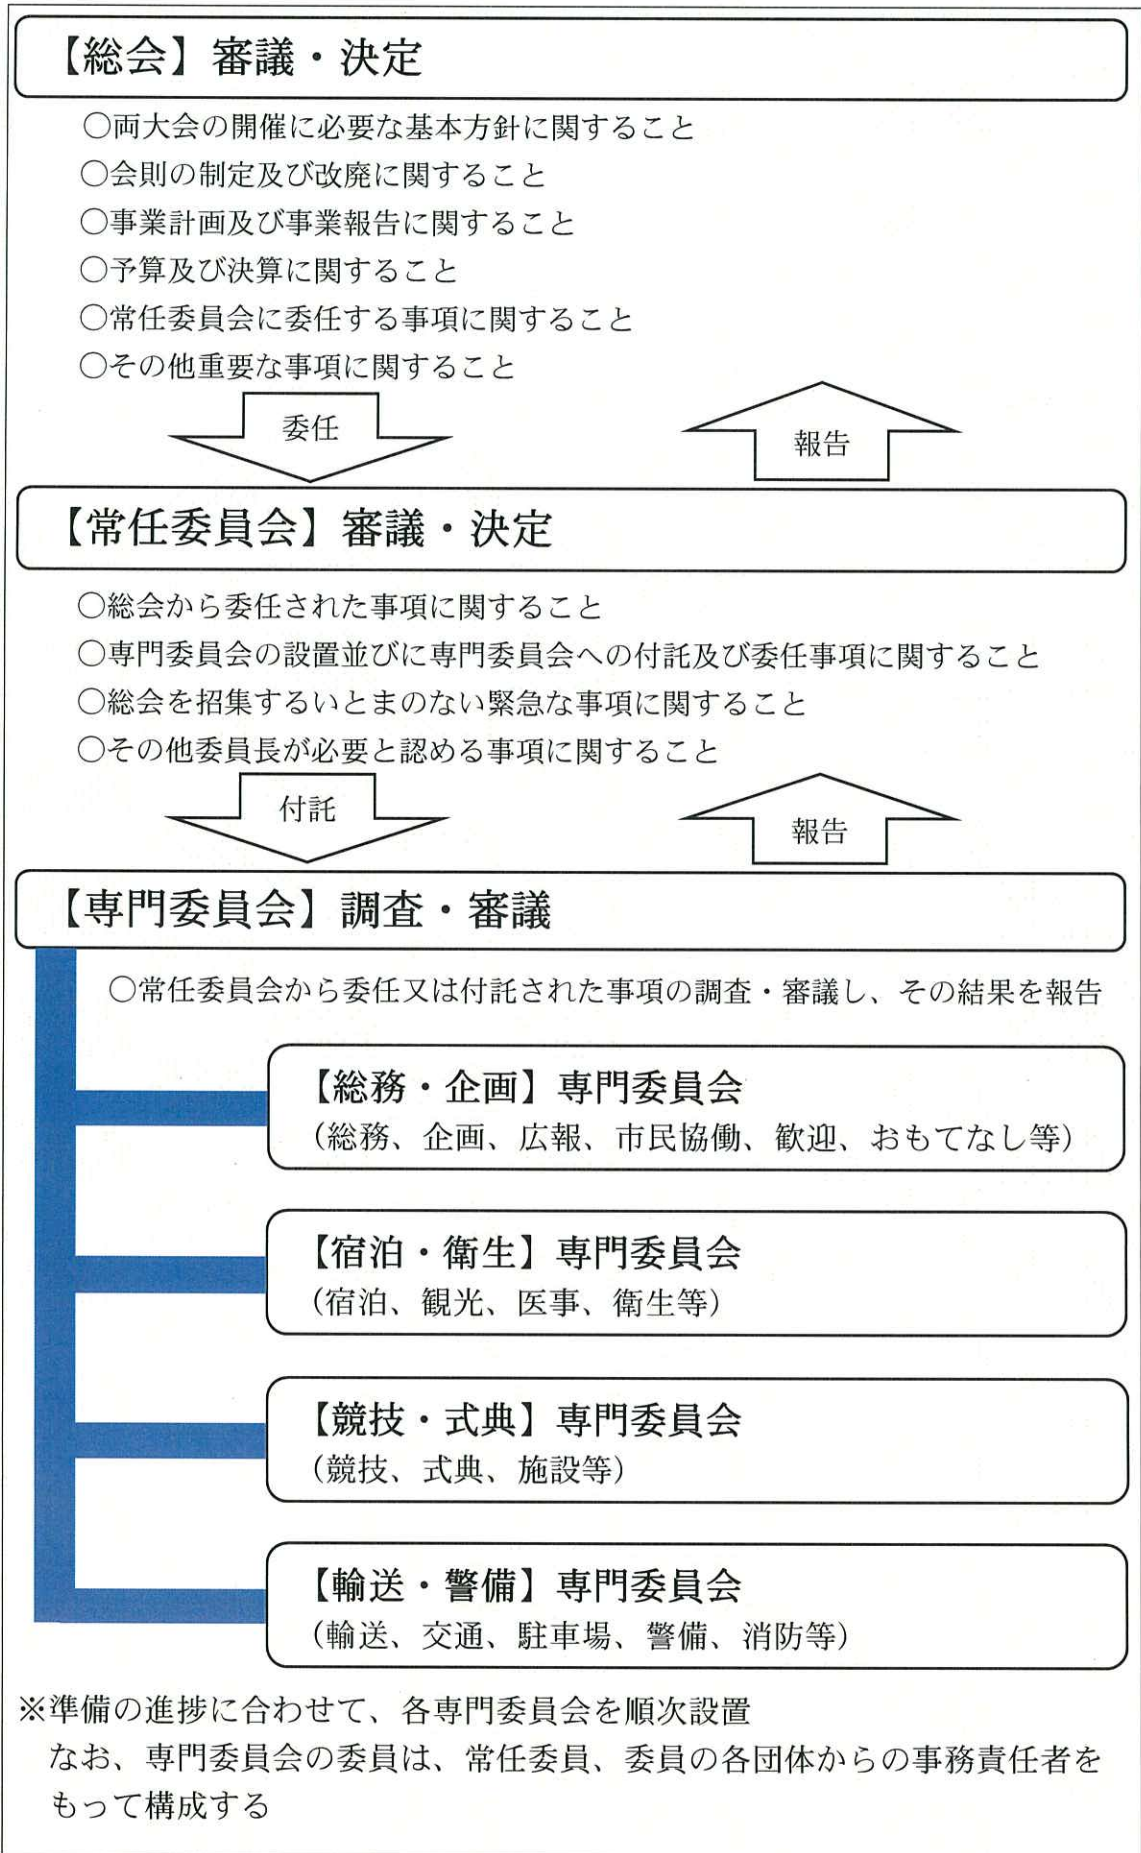 【総会】審議・決定
○両大会の開催に必要な基本方針に関すること
○会則の制定及び改廃に関すること
○事業計画及び事業報告に関すること
○予算及び決算に関すること
○常任委員会に委任する事項に関すること
○その他重要な事項に関すること
委任
報告
【常任委員会】審議・決定
○総会から委任された事項に関すること
○専門委員会の設置並びに専門委員会への付託及び委任事項に関すること
○総会を招集するいとまのない緊急な事項に関すること
○その他委員長が必要と認める事項に関すること
付託
報告
【専門委員会】調査・審議
○常任委員会から委任又は付託された事項の調査・審議し、その結果を報告
【総務・企画】専門委員会
（総務、企画、広報、市民協働、歓迎、おもてなし等）
【宿泊・衛生】専門委員会
（宿泊、観光、医事、衛生等）
【競技・式典】専門委員会
（競技、式典、施設等）
【輸送・警備】専門委員会
（輸送、交通、駐車場、警備、消防等）
※準備の進捗に合わせて、各専門委員会を順次設置
なお、専門委員会の委員は、常任委員、委員の各団体からの事務責任者を
もって構成する